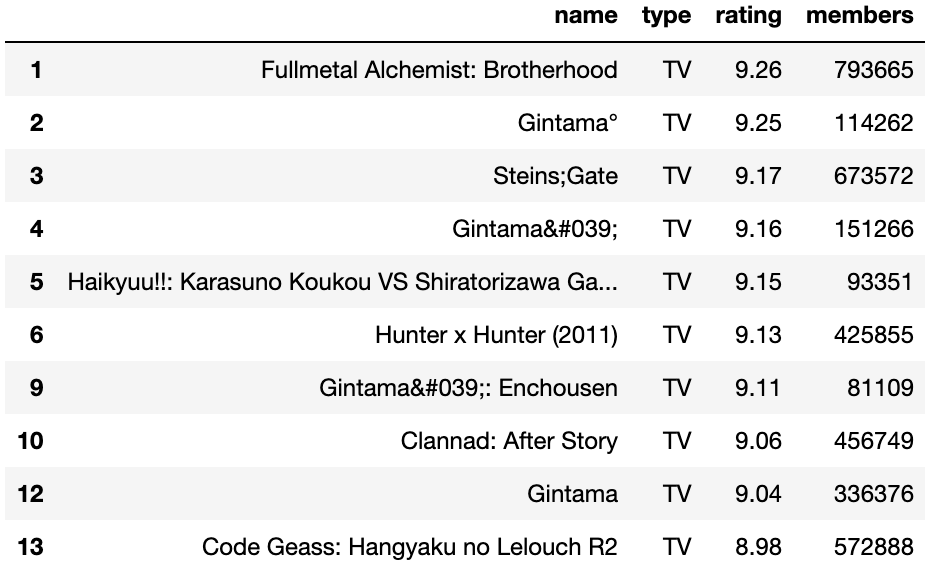 name type rating members
1 Fullmetal Alchemist: Brotherhood TV 9.26 793665
2 Gintama° TV 9.25 114262
3 Steins;Gate TV 9.17 673572
4 Gintama&#039; TV 9.16 151266
5 Haikyuu!!: Karasuno Koukou VS Shiratorizawa Ga... TV 9.15 93351
6 Hunter x Hunter (2011) TV 9.13 425855
9 Gintama&#039;: Enchousen TV 9.11 81109
10 Clannad: After Story TV 9.06 456749
12 Gintama TV 9.04 336376
13 Code Geass: Hangyaku no Lelouch R2 TV 8.98 572888